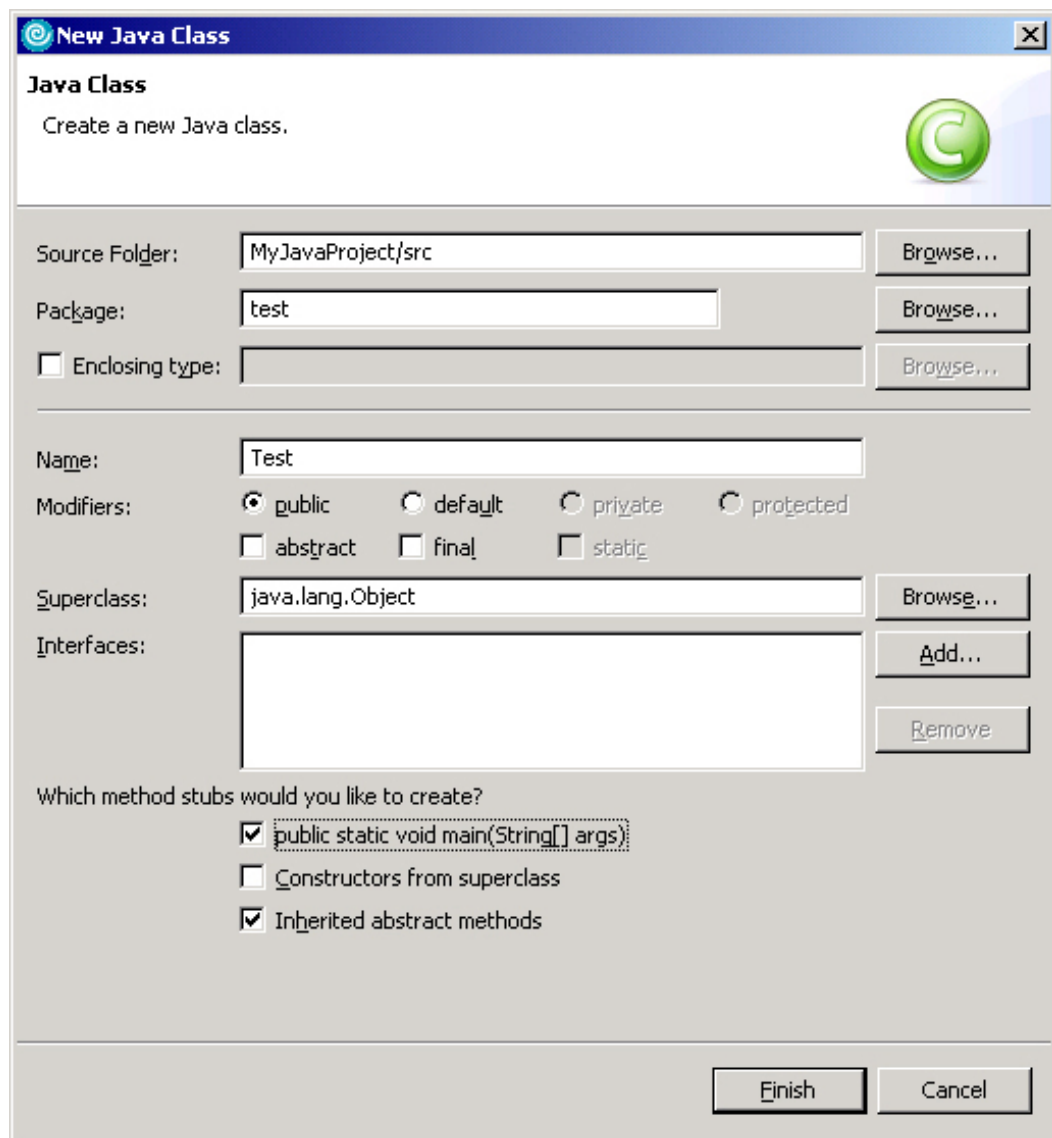 New Java Class
Java Class
Create a new Java class.
C
Source Folder: MyJavaProject/src Browse...
Package: test Browse...
Enclosing type: Browse...
Name: Test
Modifiers: public default private protected
abstract final static
Superclass: java.lang.Object Browse...
Interfaces: Add...
Remove
Which method stubs would you like to create?
public static void main(String[] args)
Constructors from superclass
Inherited abstract methods
Finish Cancel